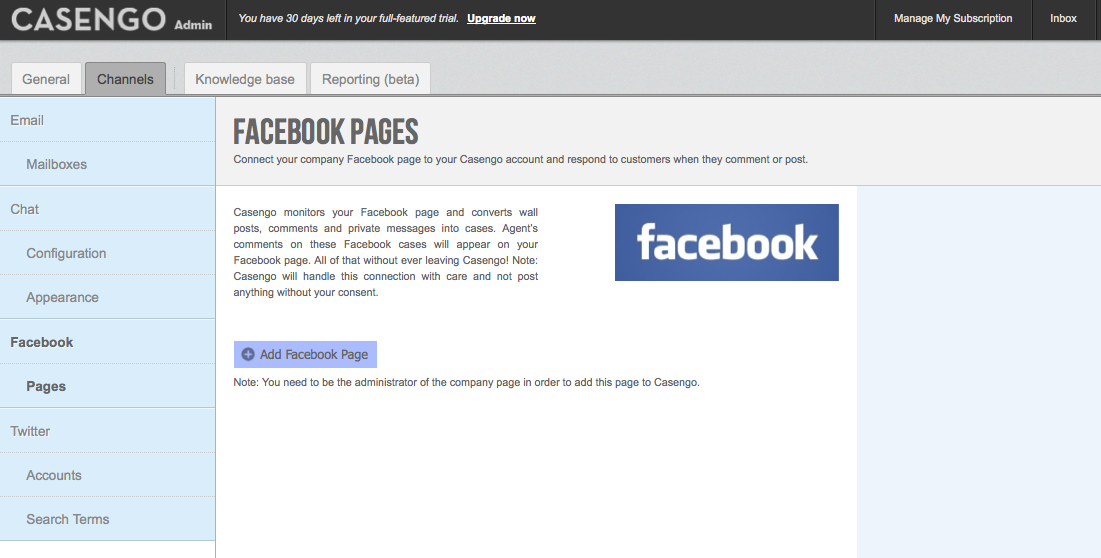 CASENGO Admin
You have 30 days left in your full-featured trial. Upgrade now
Manage My Subscription
Inbox
General
Channels
Knowledge base
Reporting (beta)
Email
Mailboxes
Chat
Configuration
Appearance
Facebook
Pages
Twitter
Accounts
Search Terms
FACEBOOK PAGES
Connect your company Facebook page to your Casengo account and respond to customers when they comment or post.
Casengo monitors your Facebook page and converts wall
posts, comments and private messages into cases. Agent's
comments on these Facebook cases will appear on your
Facebook page. All of that without ever leaving Casengo! Note:
Casengo will handle this connection with care and not post
anything without your consent.
facebook
Add Facebook Page
Note: You need to be the administrator of the company page in order to add this page to Casengo.